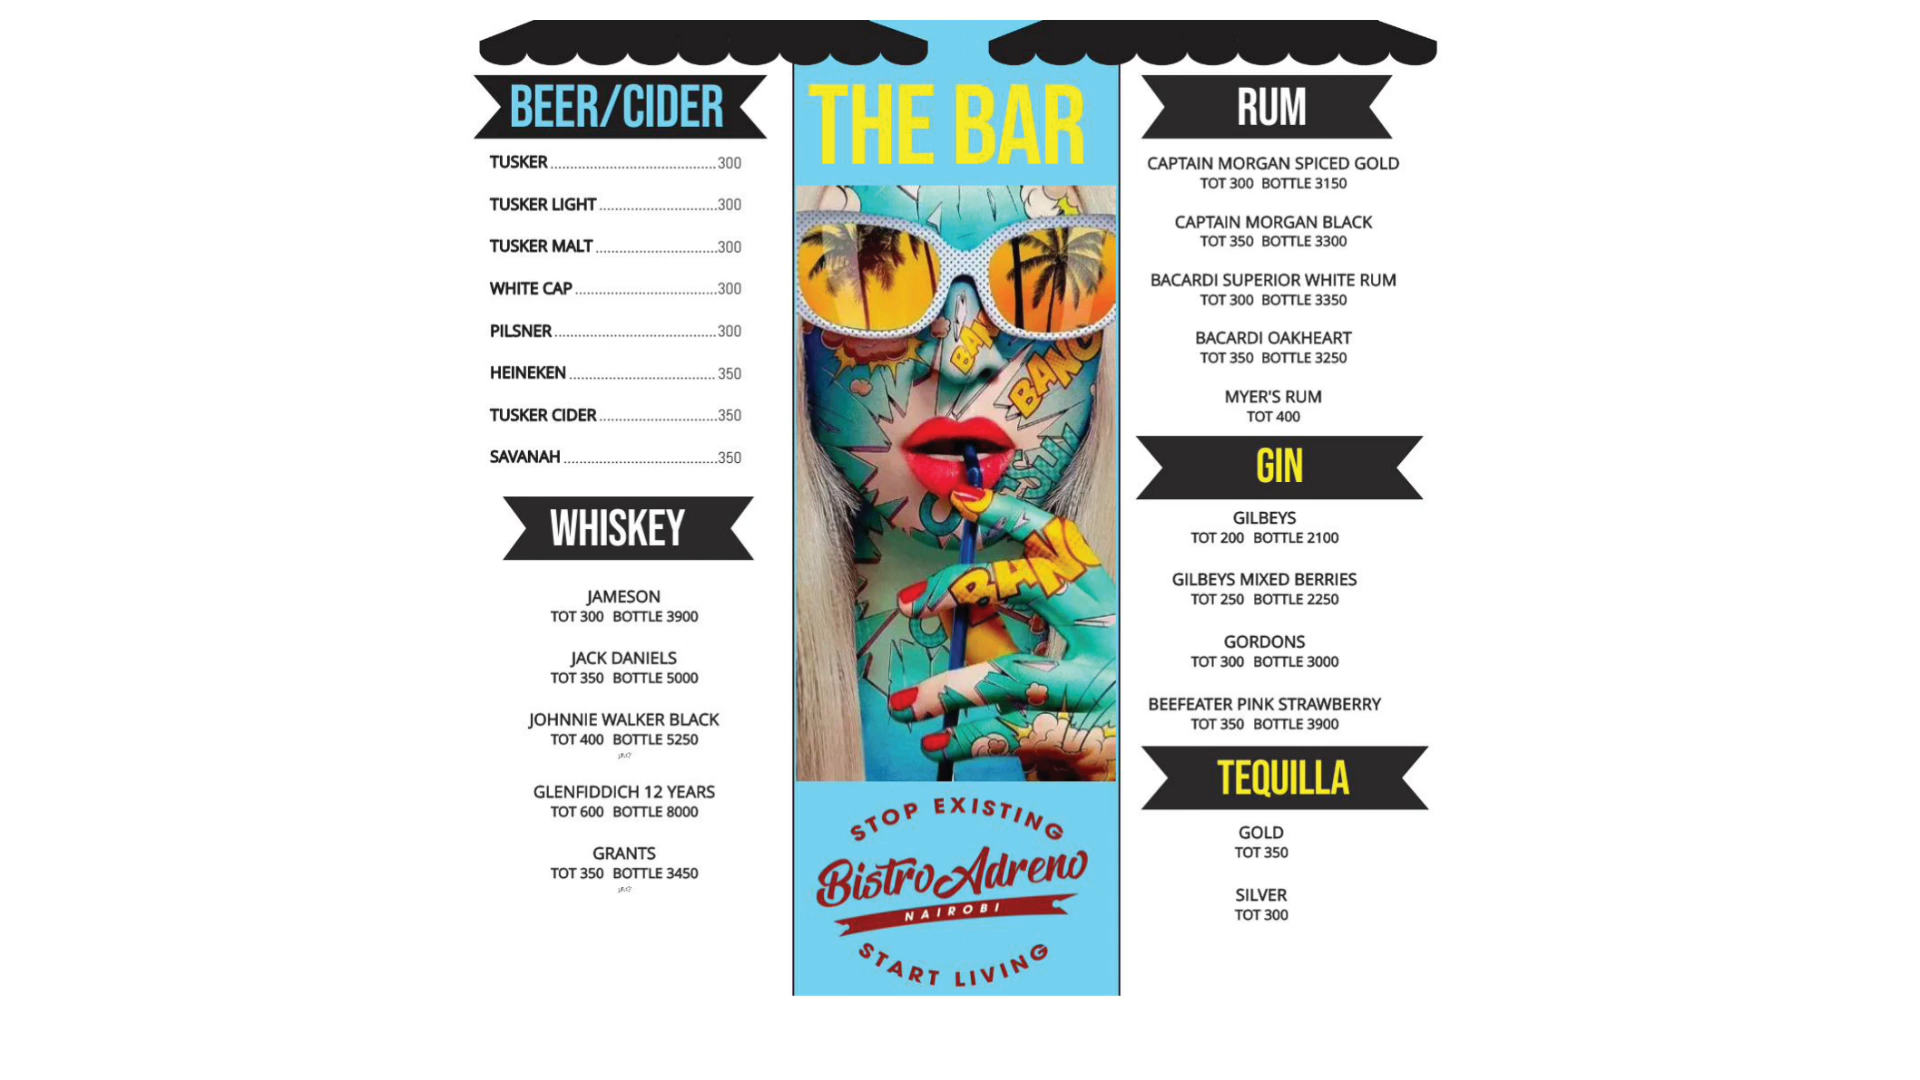 BEER/CIDER
TUSKER 300
TUSKER LIGHT 300
TUSKER MALT 300
WHITE CAP 300
PILSNER 300
HEINEKEN 350
TUSKER CIDER 350
SAVANAH 350
WHISKEY
JAMESON
TOT 300 BOTTLE 3900
JACK DANIELS
TOT 350 BOTTLE 5000
JOHNNIE WALKER BLACK
TOT 400 BOTTLE 5250
GLENFIDDICH 12 YEARS
TOT 600 BOTTLE 8000
GRANTS
TOT 350 BOTTLE 3450
THE BAR
BANG
BANG
STOP EXISTING
Bistro Adreno
NAIROBI
START LIVING
RUM
CAPTAIN MORGAN SPICED GOLD
TOT 300 BOTTLE 3150
CAPTAIN MORGAN BLACK
TOT 350 BOTTLE 3300
BACARDI SUPERIOR WHITE RUM
TOT 300 BOTTLE 3350
BACARDI OAKHEART
TOT 350 BOTTLE 3250
MYER'S RUM
TOT 400
GIN
GILBEYS
TOT 200 BOTTLE 2100
GILBEYS MIXED BERRIES
TOT 250 BOTTLE 2250
GORDONS
TOT 300 BOTTLE 3000
BEEFEATER PINK STRAWBERRY
TOT 350 BOTTLE 3900
TEQUILLA
GOLD
TOT 350
SILVER
TOT 300